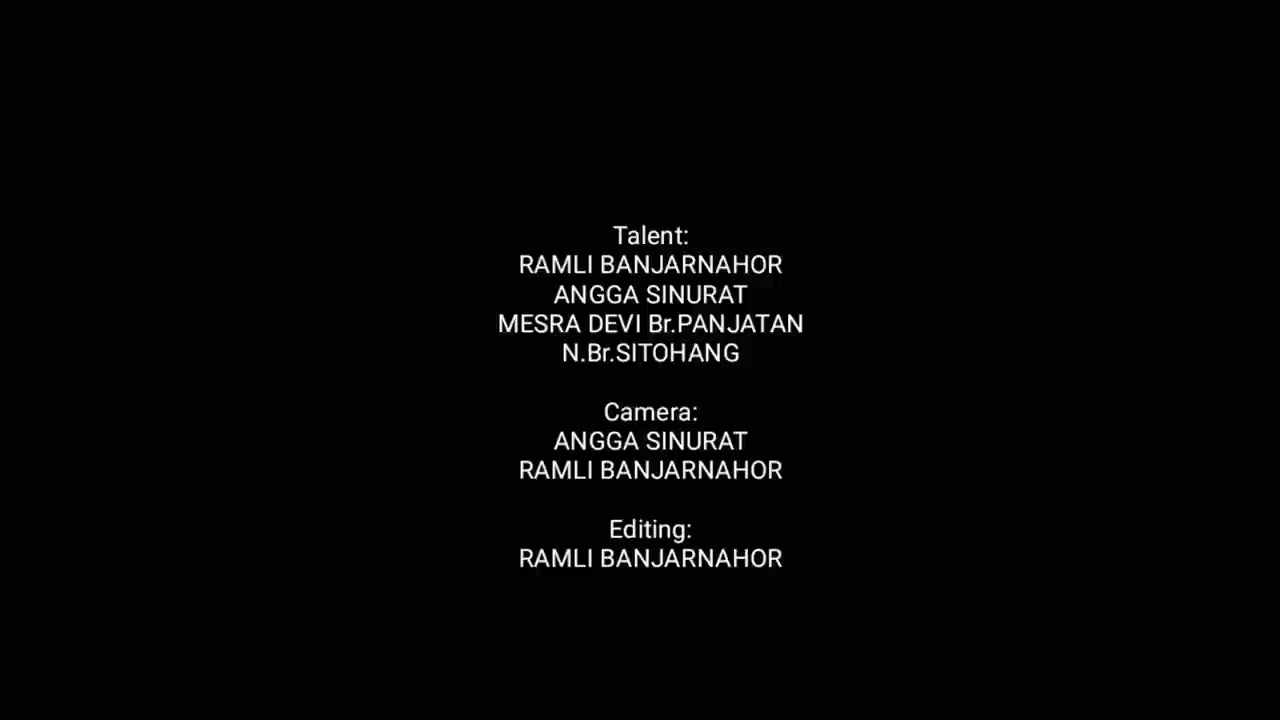 Talent:
RAMLI BANJARNAHOR
ANGGA SINURAT
MESRA DEVI Br.PANJATAN
N.Br.SITOHANG
Camera:
ANGGA SINURAT
RAMLI BANJARNAHOR
Editing:
RAMLI BANJARNAHOR